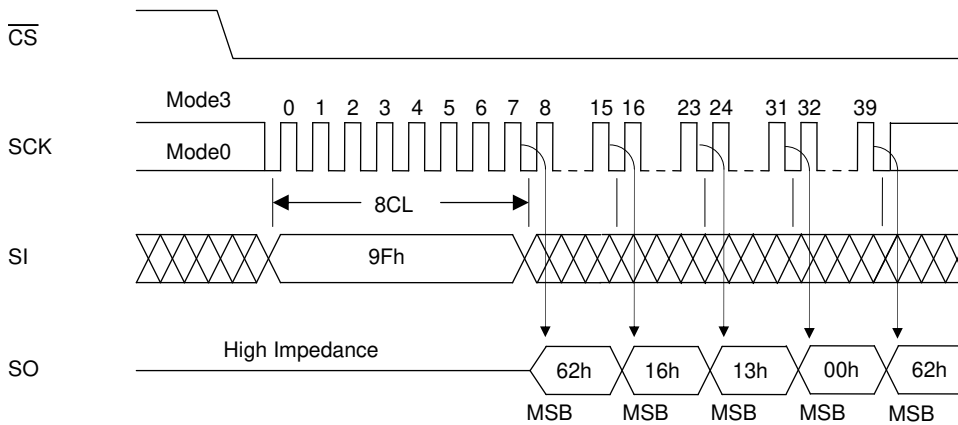 CS
Mode3
0 1 2 3 4 5 6 7 8 15 16 23 24 31 32 39
SCK
Mode0
8CL
SI
9Fh
High Impedance
SO
62h 16h 13h 00h 62h
MSB MSB MSB MSB MSB